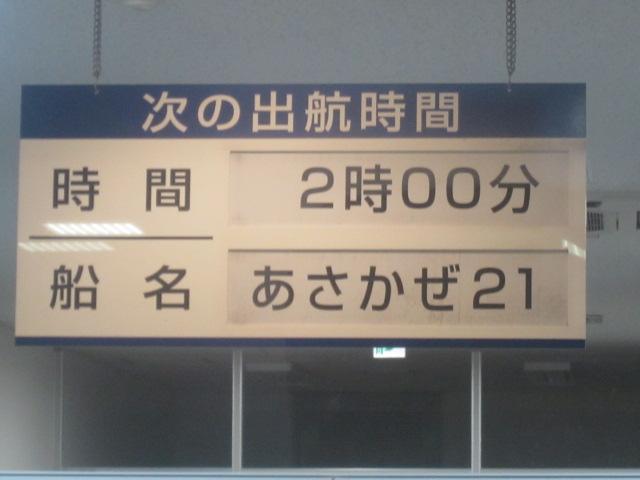 次の出航時間
時間 2時00分
船名 あさかぜ21